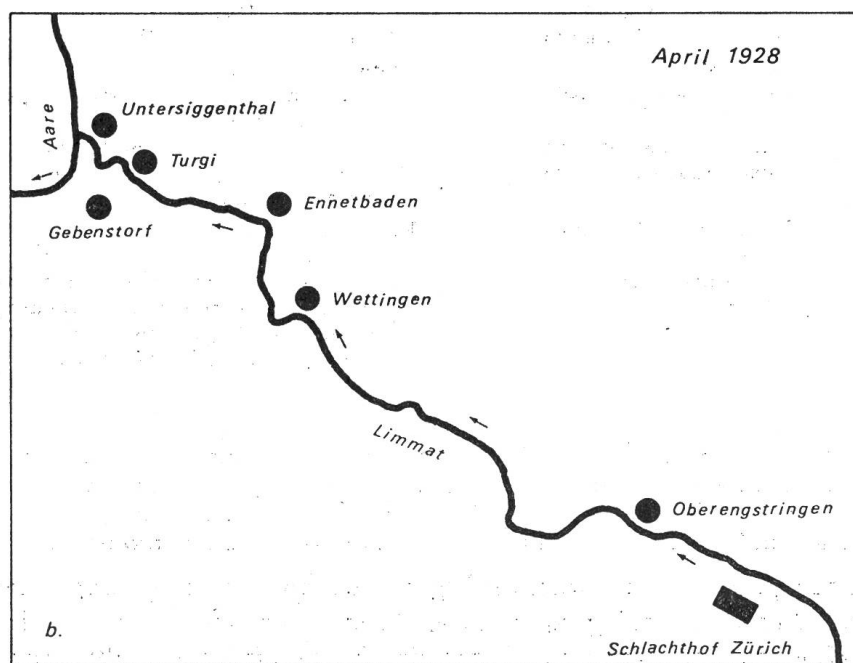 April 1928
Untersiggenthal
Aare
Turgi
Ennetbaden
Gebenstorf
Wettingen
Limmat
Oberengstringen
b.
Schlachthof Zürich